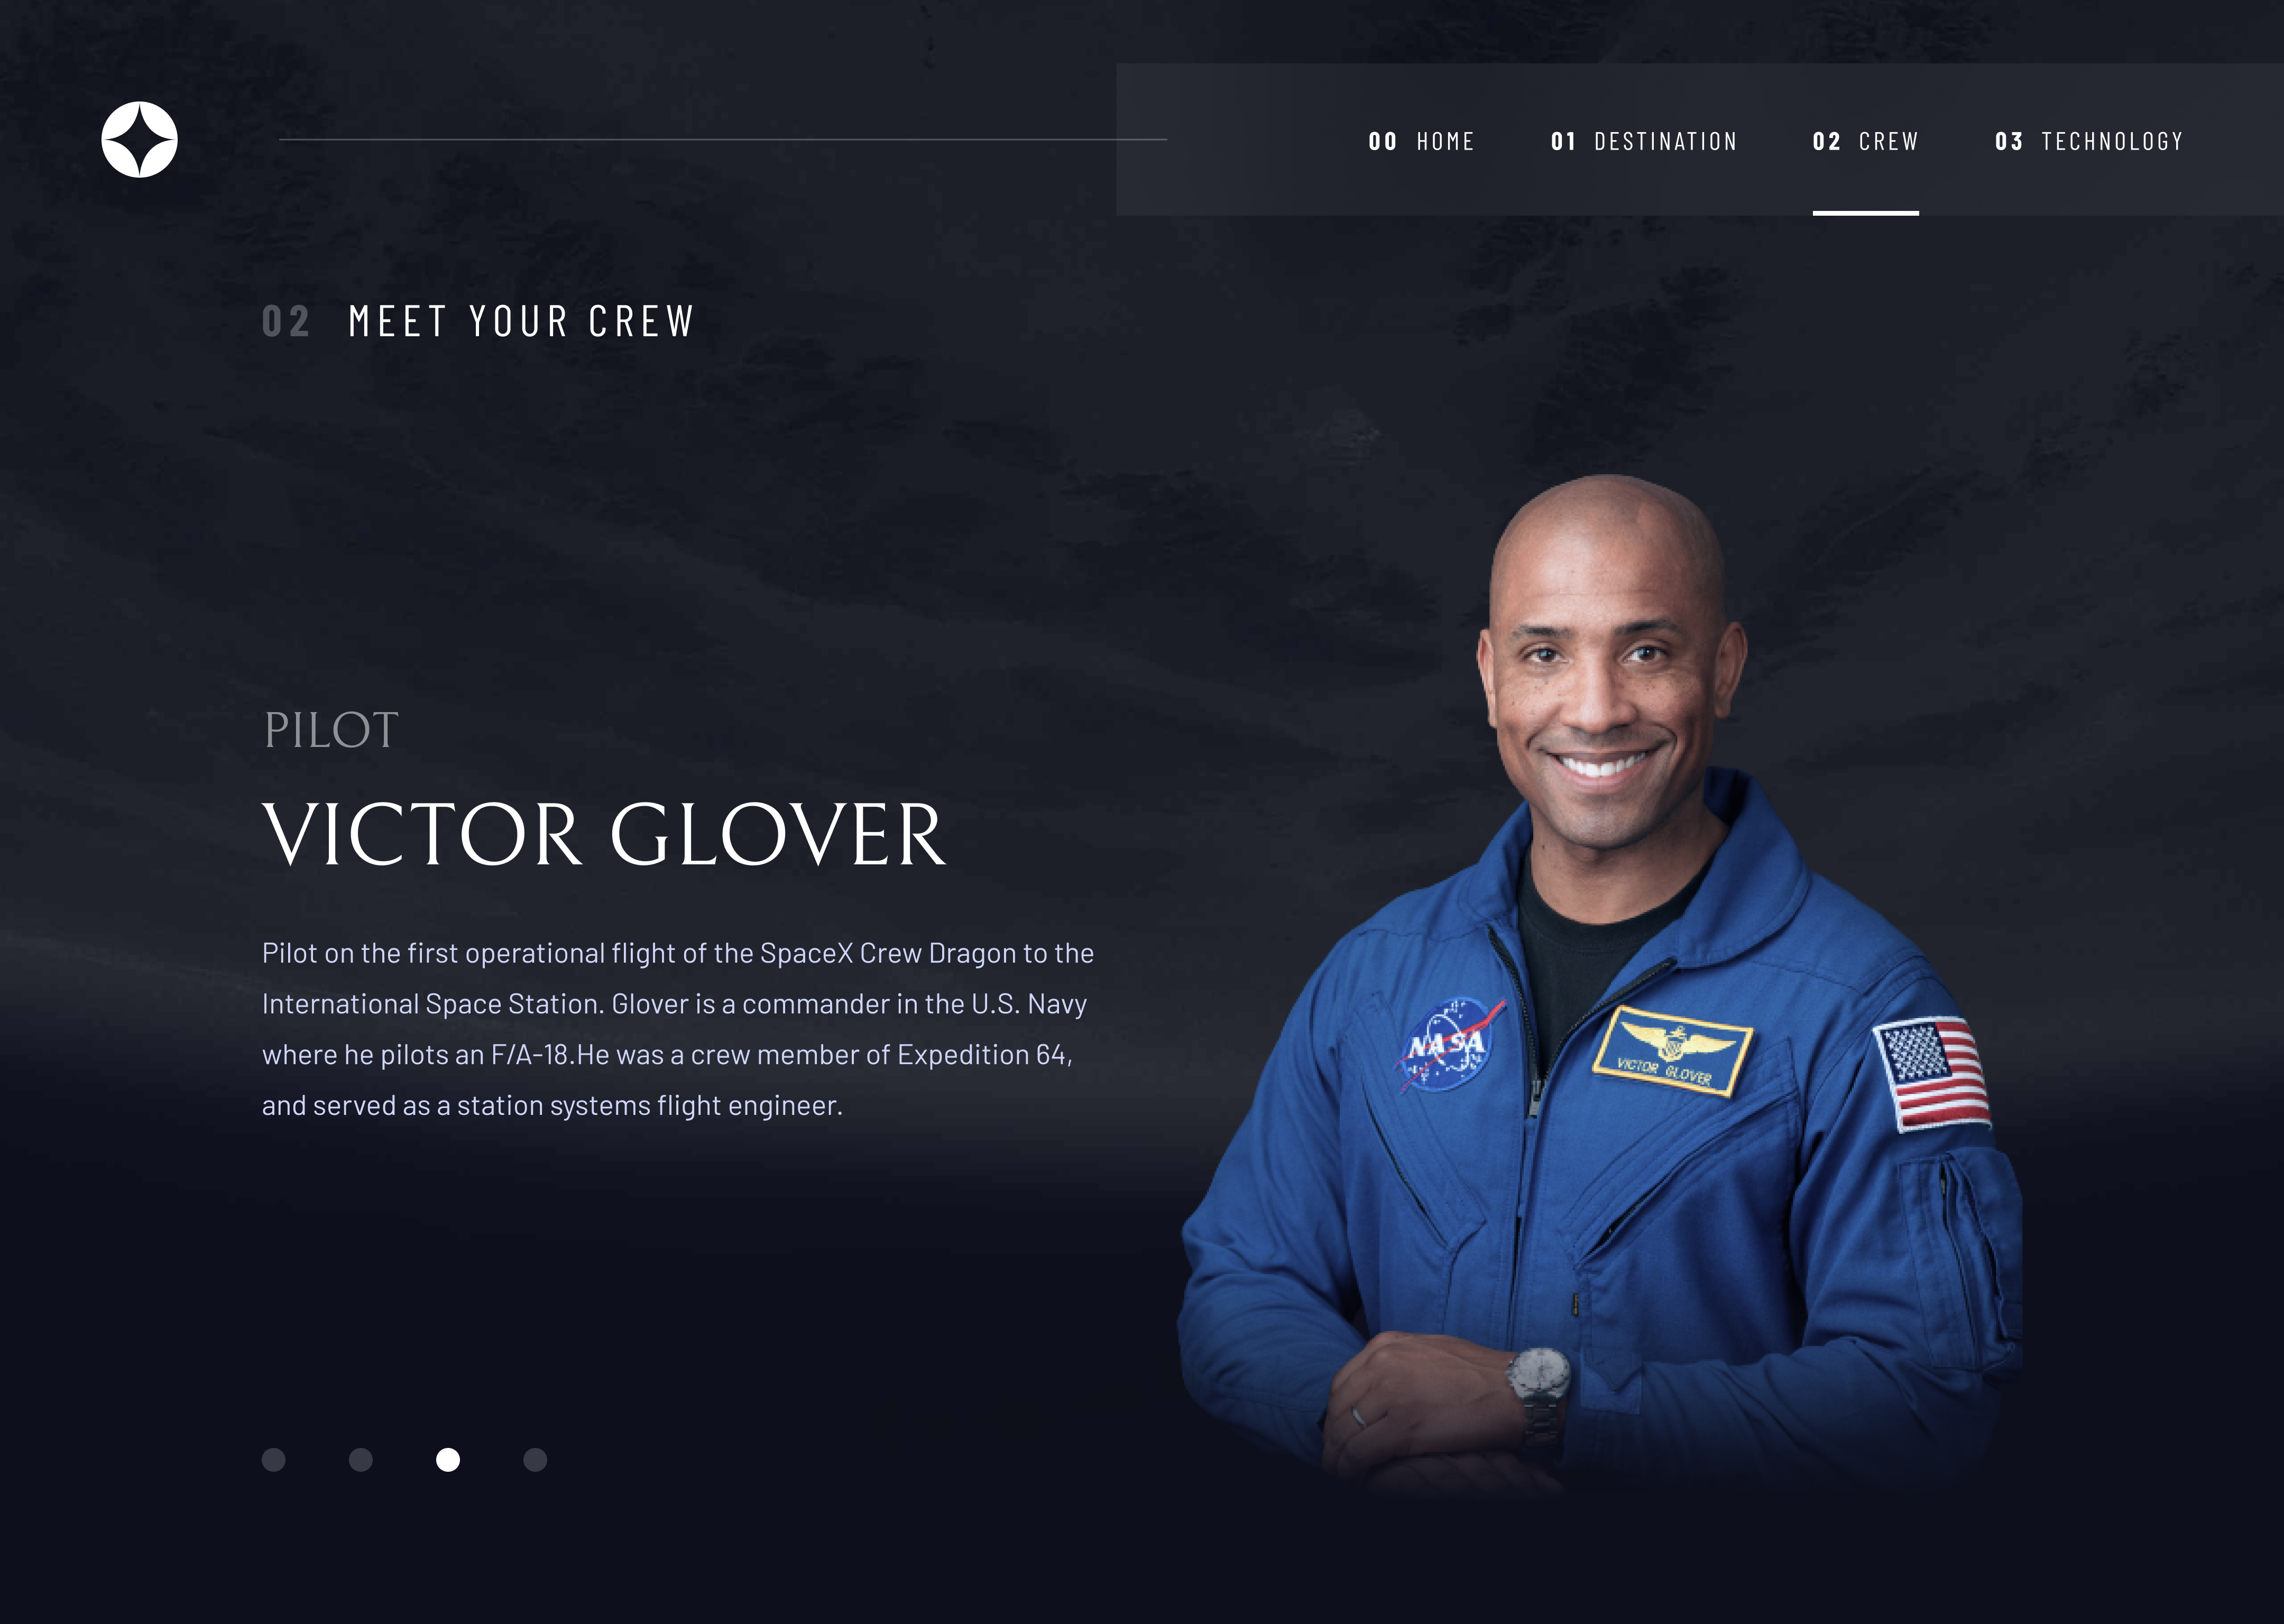 00 HOME 01 DESTINATION 02 CREW 03 TECHNOLOGY
02 MEET YOUR CREW
PILOT
VICTOR GLOVER
Pilot on the first operational flight of the SpaceX Crew Dragon to the
International Space Station. Glover is a commander in the U.S. Navy
where he pilots an F/A-18.He was a crew member of Expedition 64,
and served as a station systems flight engineer.
NASA
VICTOR GLOVER